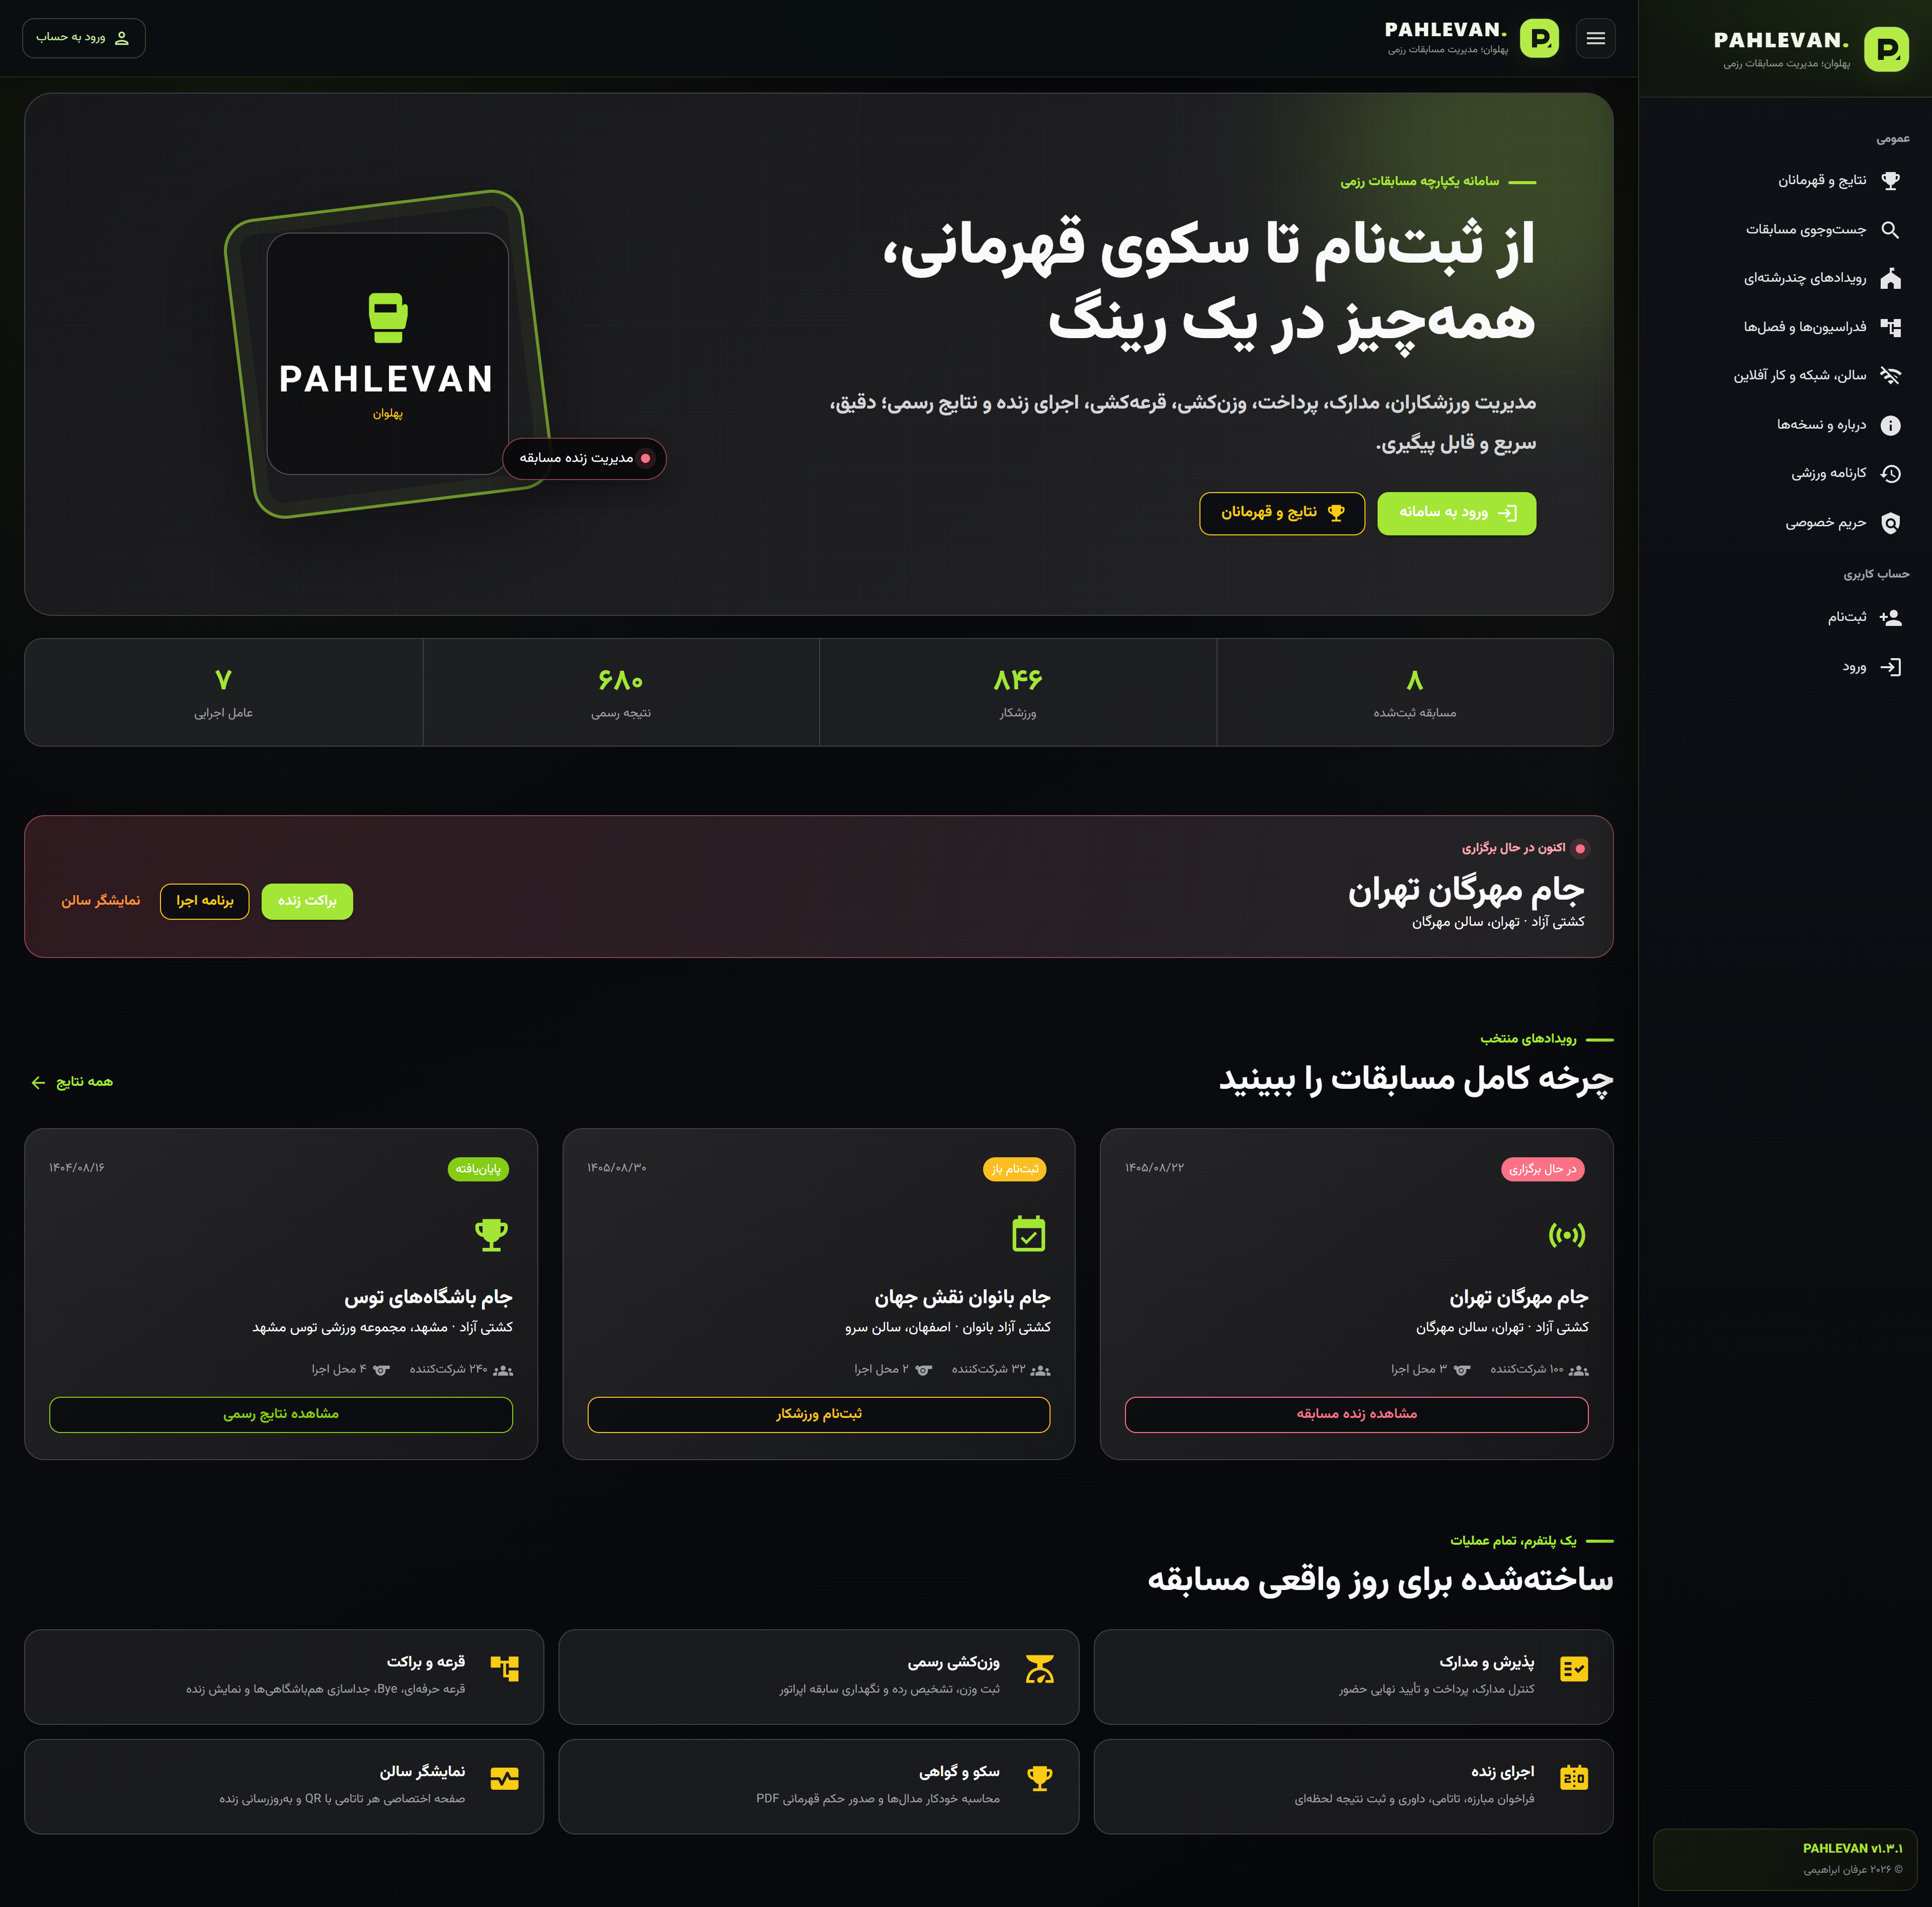 PAHLEVAN.
پهلوان؛ مدیریت مسابقات رزمی
عمومی
نتایج و قهرمانان
جست‌وجوی مسابقات
رویدادهای چندرشته‌ای
فدراسیون‌ها و فصل‌ها
سالن، شبکه و کار آفلاین
درباره و نسخه‌ها
کارنامه ورزشی
حریم خصوصی
حساب کاربری
ثبت‌نام
ورود
PAHLEVAN v۱.۳.۱
© ۲۰۲۶ عرفان ابراهیمی
PAHLEVAN.
پهلوان؛ مدیریت مسابقات رزمی
ورود به حساب
سامانه یکپارچه مسابقات رزمی
از ثبت‌نام تا سکوی قهرمانی،
همه‌چیز در یک رینگ
مدیریت ورزشکاران، مدارک، پرداخت، وزن‌کشی، قرعه‌کشی، اجرای زنده و نتایج رسمی؛ دقیق،
سریع و قابل پیگیری.
ورود به سامانه
نتایج و قهرمانان
PAHLEVAN
پهلوان
مدیریت زنده مسابقه
۸
مسابقه ثبت‌شده
۸۴۶
ورزشکار
۶۸۰
نتیجه رسمی
۷
عامل اجرایی
اکنون در حال برگزاری
جام مهرگان تهران
کشتی آزاد · تهران، سالن مهرگان
براکت زنده
برنامه اجرا
نمایشگر سالن
رویدادهای منتخب
چرخه کامل مسابقات را ببینید
همه نتایج
در حال برگزاری
۱۴۰۵/۰۸/۲۲
جام مهرگان تهران
کشتی آزاد · تهران، سالن مهرگان
۱۰۰ شرکت‌کننده
۳ محل اجرا
مشاهده زنده مسابقه
ثبت‌نام باز
۱۴۰۵/۰۸/۳۰
جام بانوان نقش جهان
کشتی آزاد بانوان · اصفهان، سالن سرو
۳۲ شرکت‌کننده
۲ محل اجرا
ثبت‌نام ورزشکار
پایان‌یافته
۱۴۰۴/۰۸/۱۶
جام باشگاه‌های توس
کشتی آزاد · مشهد، مجموعه ورزشی توس مشهد
۲۴۰ شرکت‌کننده
۴ محل اجرا
مشاهده نتایج رسمی
یک پلتفرم، تمام عملیات
ساخته‌شده برای روز واقعی مسابقه
پذیرش و مدارک
کنترل مدارک، پرداخت و تأیید نهایی حضور
وزن‌کشی رسمی
ثبت وزن، تشخیص رده و نگهداری سابقه اپراتور
قرعه و براکت
قرعه حرفه‌ای، Bye، جداسازی هم‌باشگاهی‌ها و نمایش زنده
اجرای زنده
فراخوان مبارزه، تاتامی، داوری و ثبت نتیجه لحظه‌ای
سکو و گواهی
محاسبه خودکار مدال‌ها و صدور حکم قهرمانی PDF
نمایشگر سالن
صفحه اختصاصی هر تاتامی با QR و به‌روزرسانی زنده